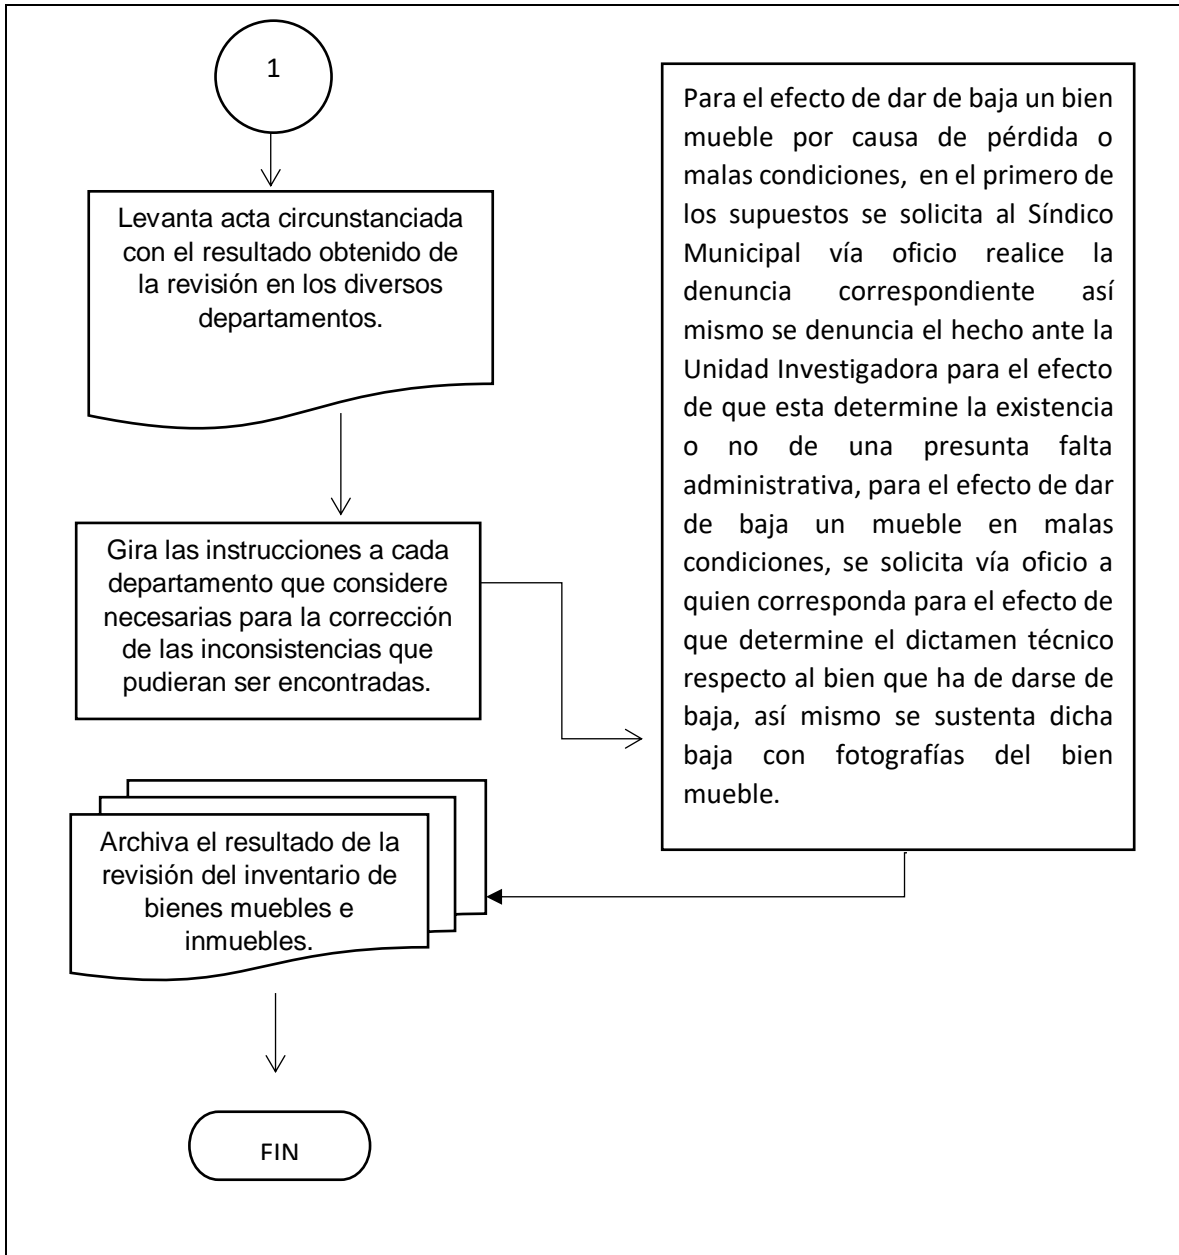 1
Levanta acta circunstanciada
con el resultado obtenido de
la revisión en los diversos
departamentos.
Gira las instrucciones a cada
departamento que considere
necesarias para la corrección
de las inconsistencias que
pudieran ser encontradas.
Para el efecto de dar de baja un bien
mueble por causa de pérdida o
malas condiciones, en el primero de
los supuestos se solicita al Síndico
Municipal vía oficio realice la
denuncia correspondiente así
mismo se denuncia el hecho ante la
Unidad Investigadora para el efecto
de que esta determine la existencia
o no de una presunta falta
administrativa, para el efecto de dar
de baja un mueble en malas
condiciones, se solicita vía oficio a
quien corresponda para el efecto de
que determine el dictamen técnico
respecto al bien que ha de darse de
baja, así mismo se sustenta dicha
baja con fotografías del bien
mueble.
Archiva el resultado de la
revisión del inventario de
bienes muebles e
inmuebles.
FIN